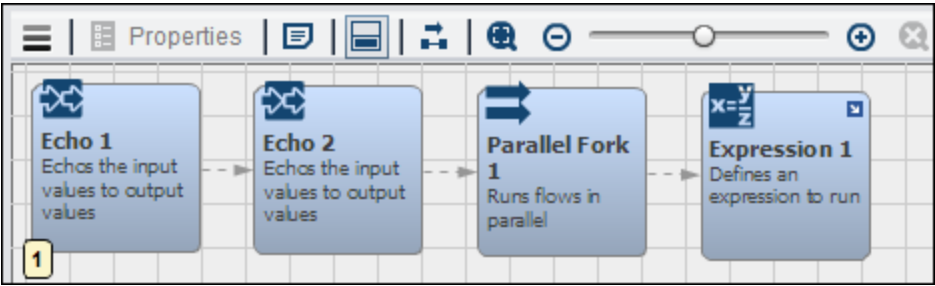 Properties
Echo 1
Echos the input
values to output
values
1
Echo 2
Echos the input
values to output
values
Parallel Fork
1
Runs flows in
parallel
x=y/z
Expression 1
Defines an
expression to run